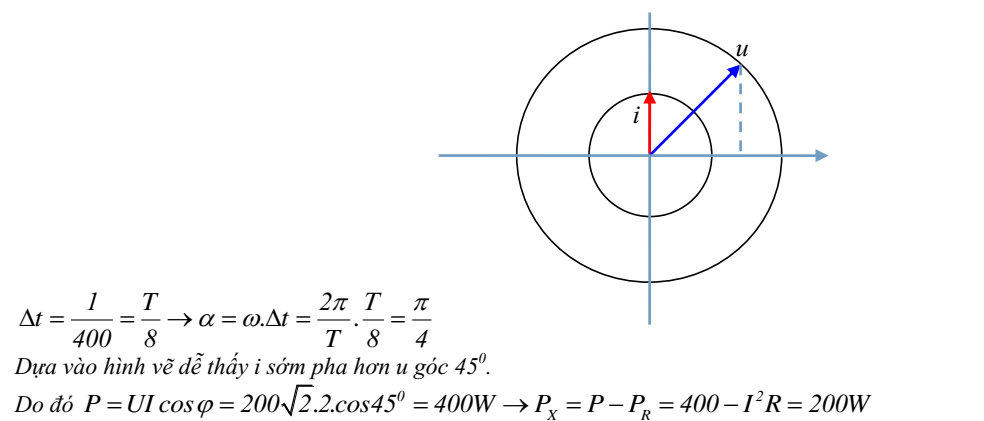 u
i
Δt = 1/400 = T/8 → α = ω.Δt = 2π/T . T/8 = π/4
Dựa vào hình vẽ dễ thấy i sớm pha hơn u góc 45⁰.
Do đó P = UI cos φ = 200√2.2.cos45⁰ = 400W → P_X = P − P_R = 400 − I²R = 200W